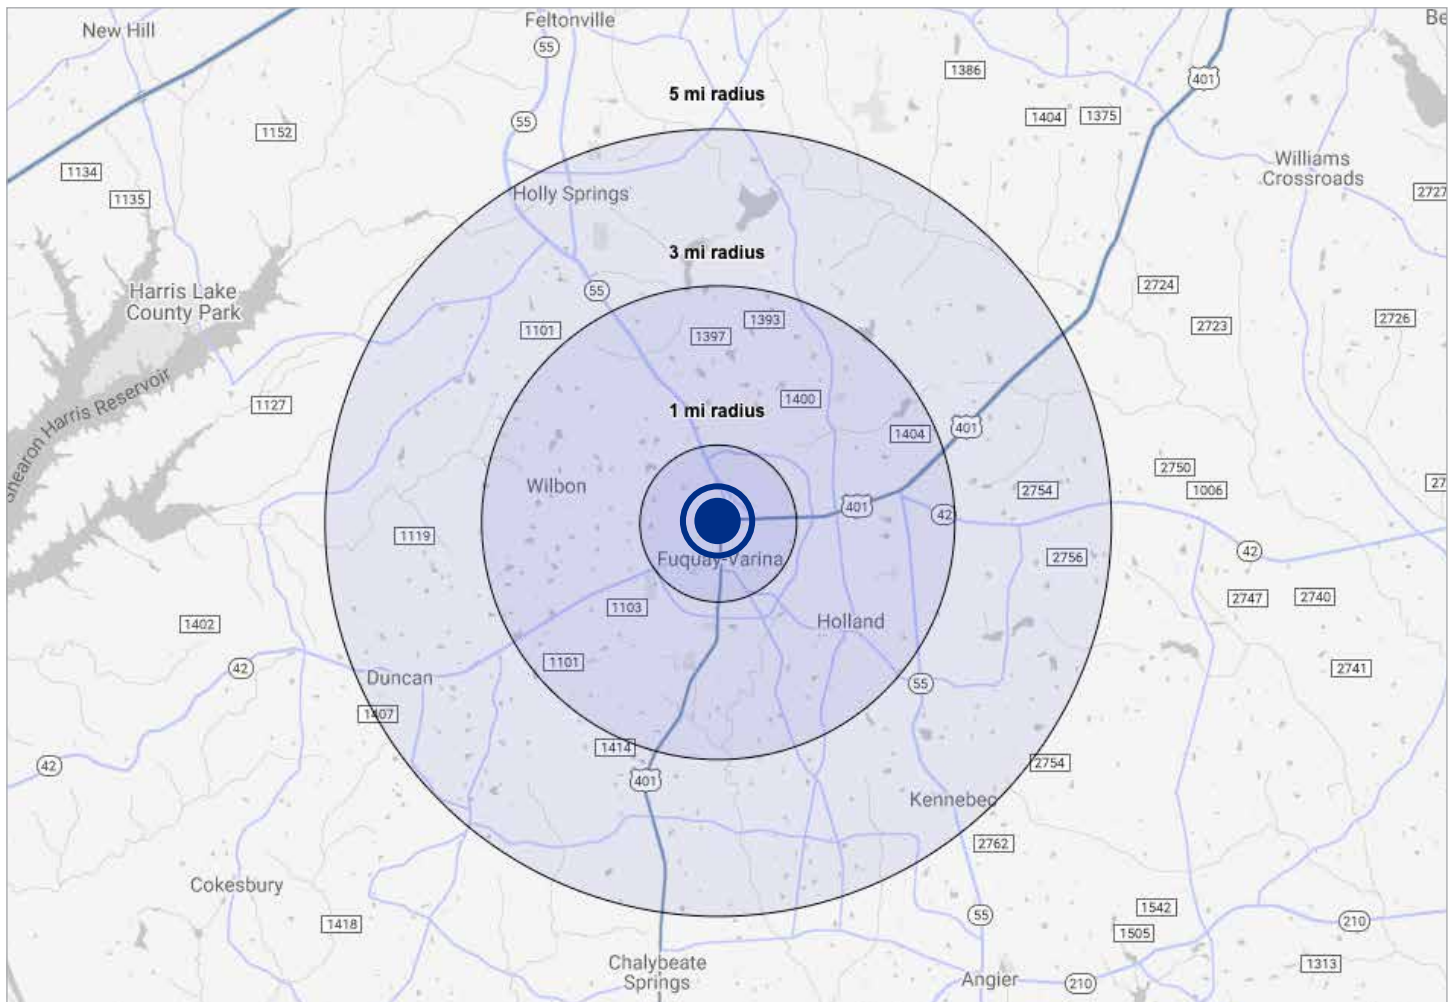 Feltonville
Be
New Hill
55
1386
401
5 mi radius
1404
1375
55
1152
Williams
Crossroads
1134
1135
2727
Holly Springs
3 mi radius
Harris Lake
County Park
55
2724
1393
2726
1101
1397
2723
Shearon Harris Reservoir
1127
1400
1 mi radius
401
1404
2750
Wilbon
2754
1006
27
401
42
1119
42
Fuquay-Varina
2756
1103
2747
2740
1402
Holland
42
1101
2741
Duncan
55
1407
1414
42
2754
401
Kennebec
2762
Cokesbury
1542
1418
55
210
1505
Chalybeate
Springs
1313
Angier
210